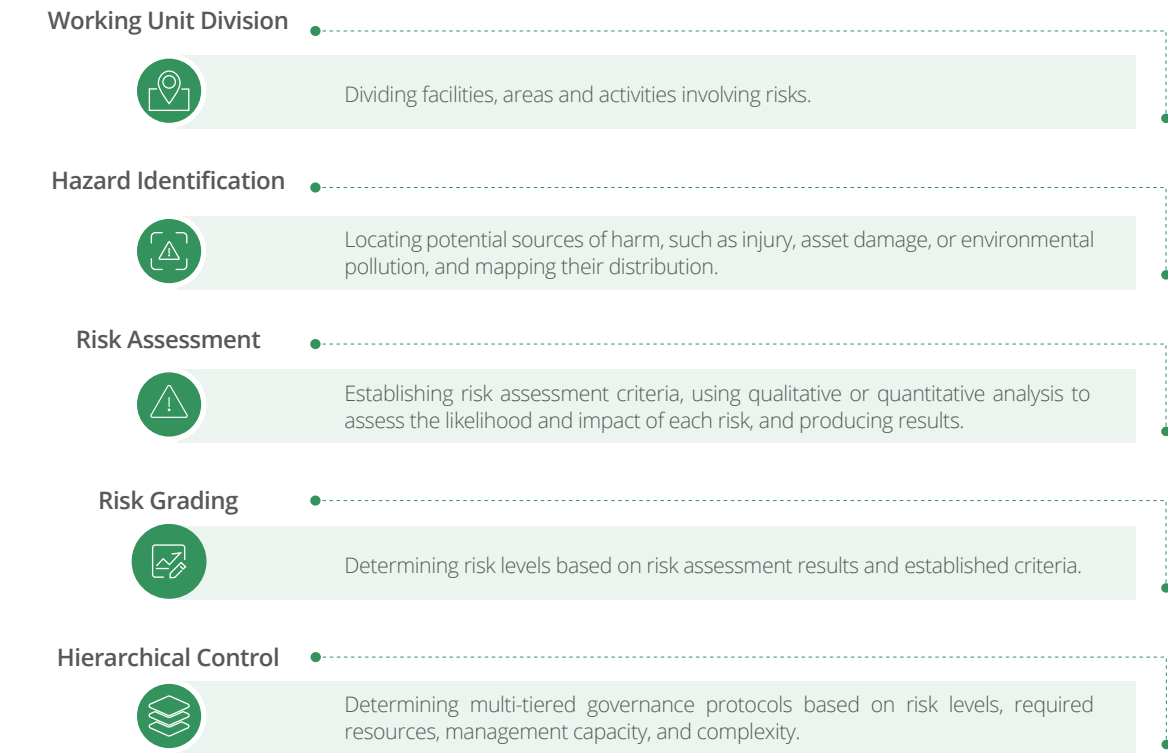 Working Unit Division
Dividing facilities, areas and activities involving risks.
Hazard Identification
Locating potential sources of harm, such as injury, asset damage, or environmental
pollution, and mapping their distribution.
Risk Assessment
Establishing risk assessment criteria, using qualitative or quantitative analysis to
assess the likelihood and impact of each risk, and producing results.
Risk Grading
Determining risk levels based on risk assessment results and established criteria.
Hierarchical Control
Determining multi-tiered governance protocols based on risk levels, required
resources, management capacity, and complexity.